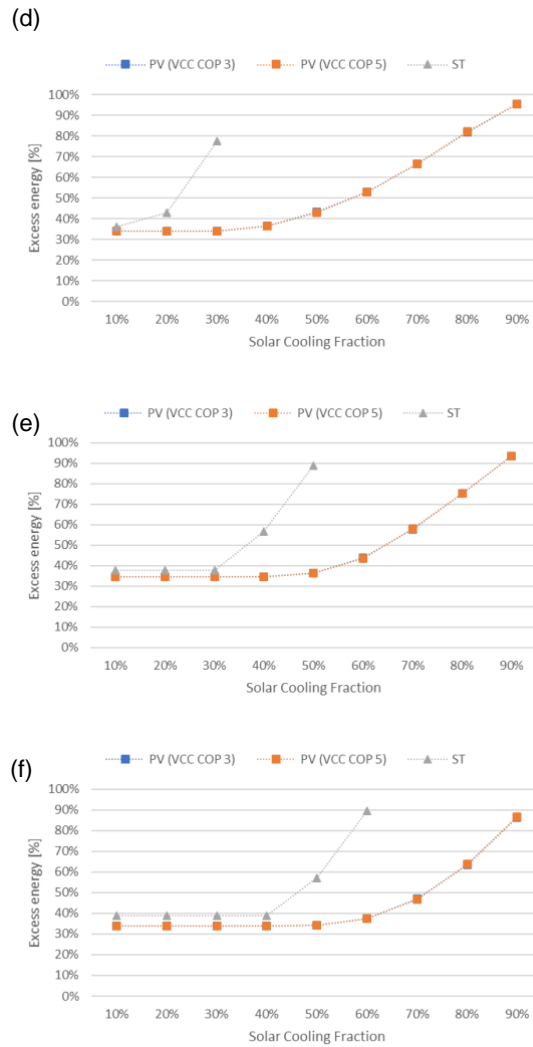 (d)
PV (VCC COP 3) PV (VCC COP 5) ST
100%
90%
80%
70%
60%
50%
40%
30%
20%
10%
0%
Excess energy [%]
10% 20% 30% 40% 50% 60% 70% 80% 90%
Solar Cooling Fraction
(e)
PV (VCC COP 3) PV (VCC COP 5) ST
100%
90%
80%
70%
60%
50%
40%
30%
20%
10%
0%
Excess energy [%]
10% 20% 30% 40% 50% 60% 70% 80% 90%
Solar Cooling Fraction
(f)
PV (VCC COP 3) PV (VCC COP 5) ST
100%
90%
80%
70%
60%
50%
40%
30%
20%
10%
0%
Excess energy [%]
10% 20% 30% 40% 50% 60% 70% 80% 90%
Solar Cooling Fraction